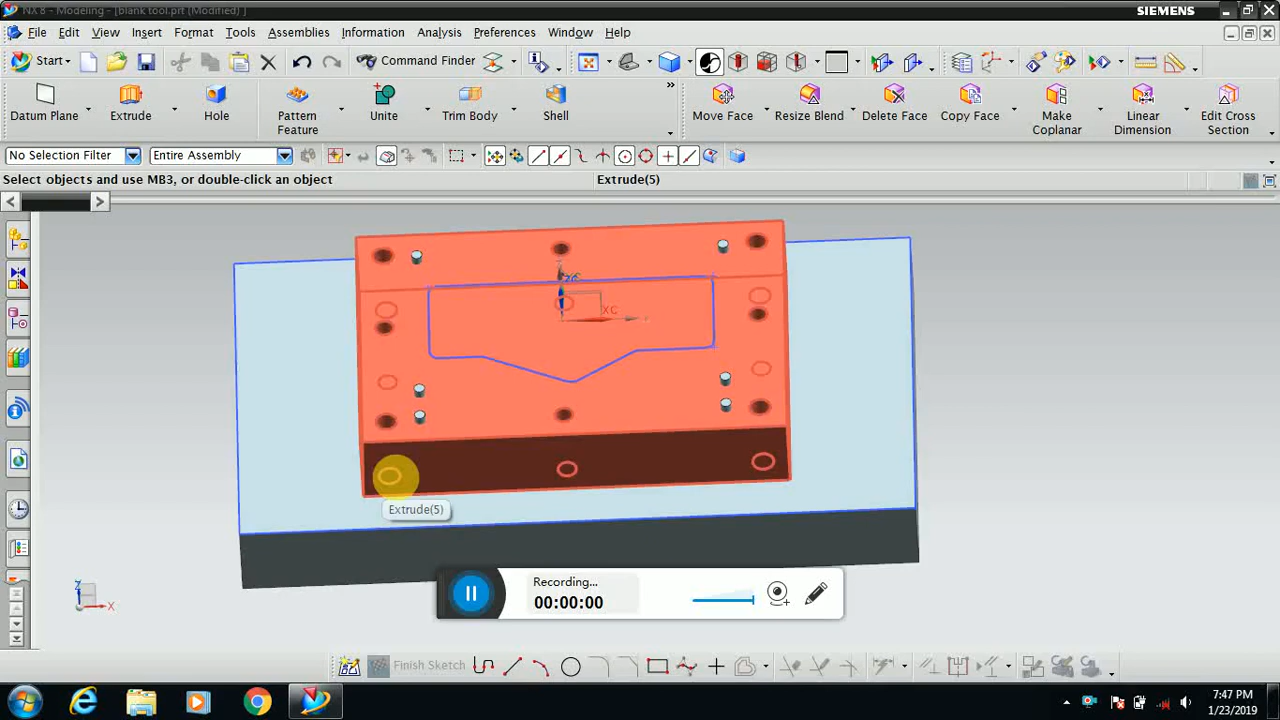 NX 8 - Modeling - [blank tool.prt (Modified) ]
SIEMENS
File Edit View Insert Format Tools Assemblies Information Analysis Preferences Window Help
Start Command Finder
Datum Plane Extrude Hole Pattern Feature Unite Trim Body Shell Move Face Resize Blend Delete Face Copy Face Make Coplanar Linear Dimension Edit Cross Section
No Selection Filter Entire Assembly
Select objects and use MB3, or double-click an object Extrude(5)
XC
Extrude(5)
Recording...
00:00:00
Z
X
Finish Sketch
7:47 PM
1/23/2019